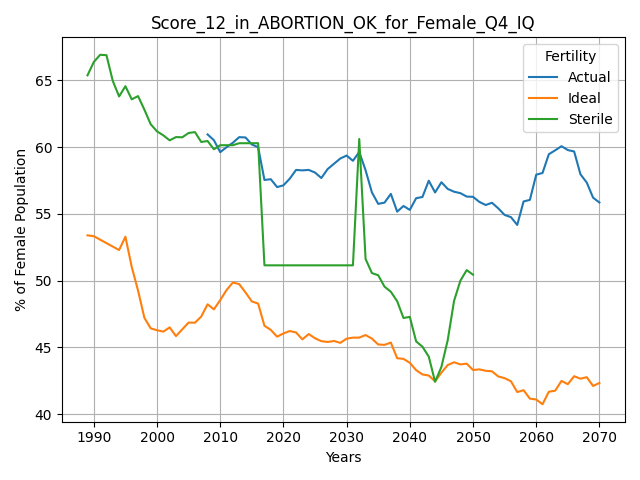 Score_12_in_ABORTION_OK_for_Female_Q4_IQ
Fertility
Actual
Ideal
Sterile
% of Female Population
65
60
55
50
45
40
1990 2000 2010 2020 2030 2040 2050 2060 2070
Years